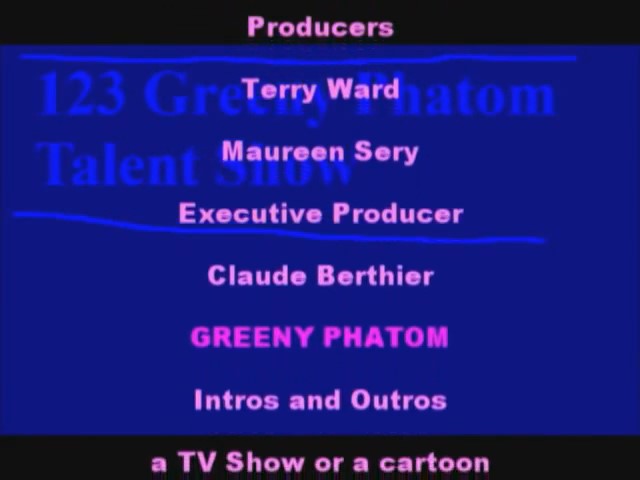 Producers
123 Greeny Phatom
Terry Ward
Talent Show
Maureen Sery
Executive Producer
Claude Berthier
GREENY PHATOM
Intros and Outros
a TV Show or a cartoon